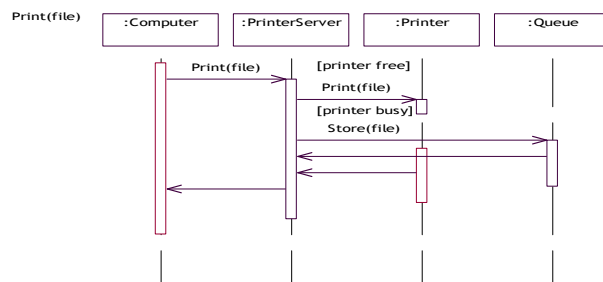 Print(file)
:Computer
:PrinterServer
:Printer
:Queue
Print(file)
[printer free]
Print(file)
[printer busy]
Store(file)